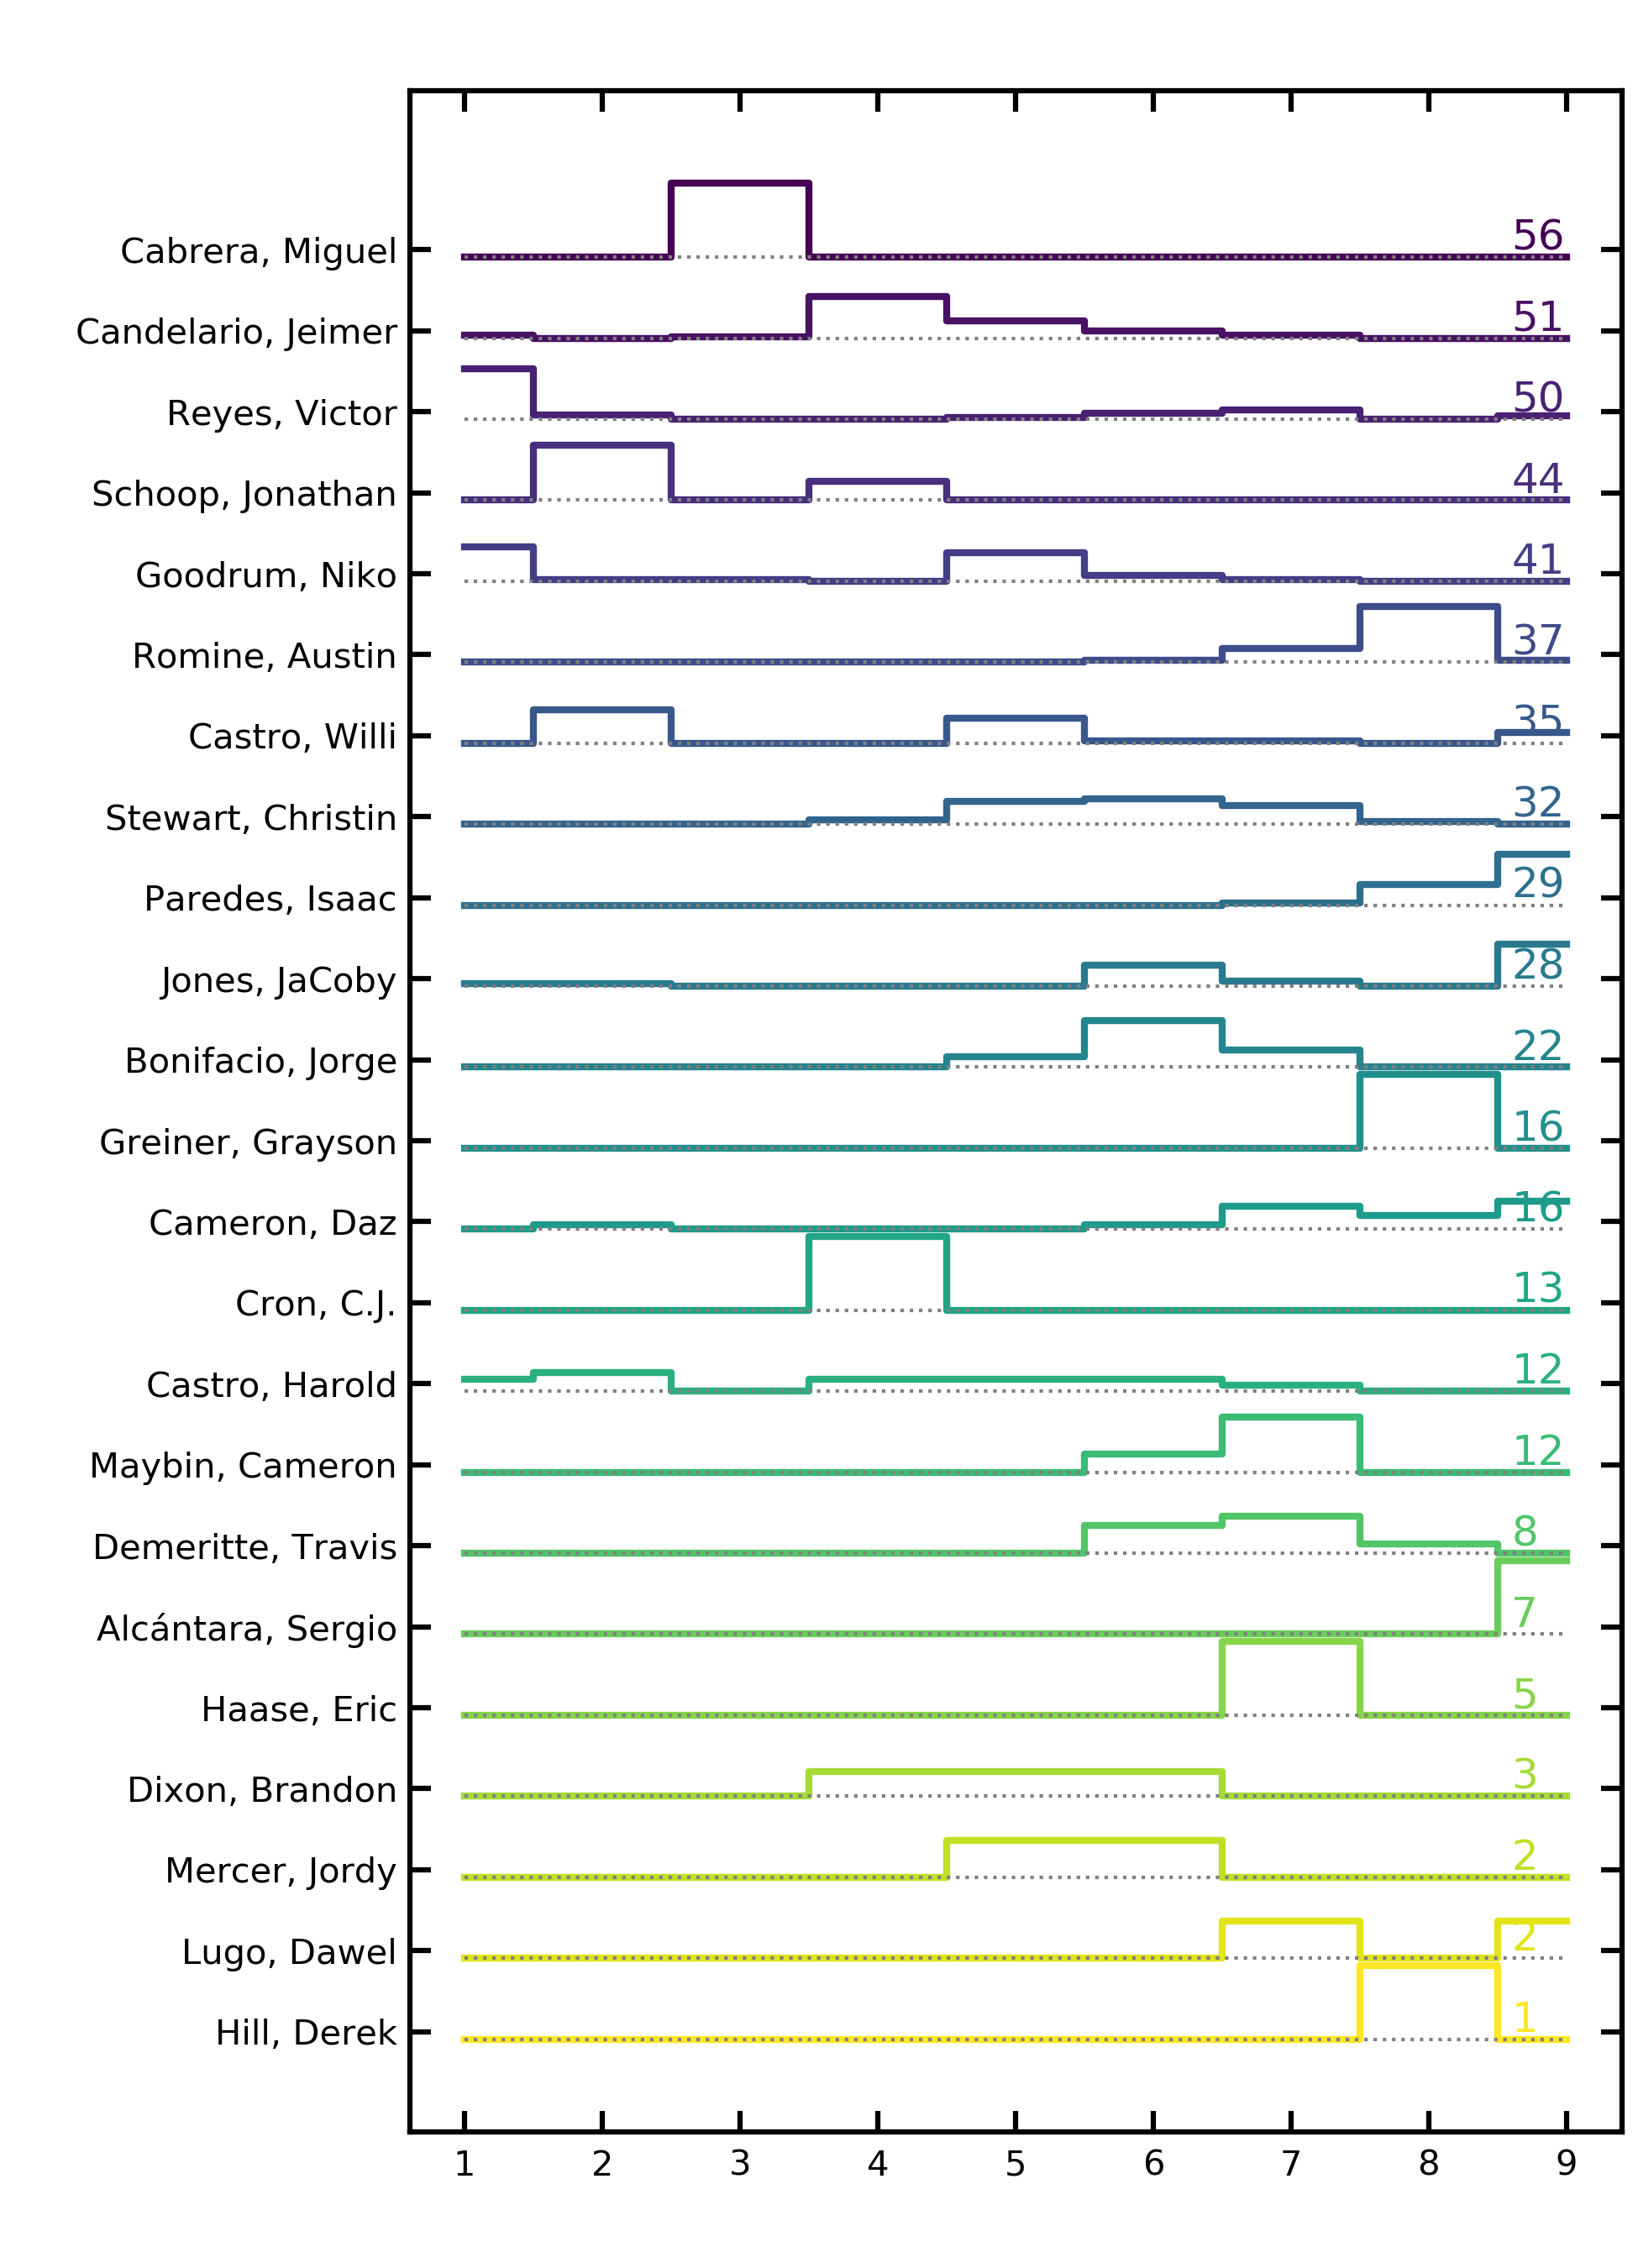 Cabrera, Miguel 56
Candelario, Jeimer 51
Reyes, Victor 50
Schoop, Jonathan 44
Goodrum, Niko 41
Romine, Austin 37
Castro, Willi 35
Stewart, Christin 32
Paredes, Isaac 29
Jones, JaCoby 28
Bonifacio, Jorge 22
Greiner, Grayson 16
Cameron, Daz 16
Cron, C.J. 13
Castro, Harold 12
Maybin, Cameron 12
Demeritte, Travis 8
Alcántara, Sergio 7
Haase, Eric 5
Dixon, Brandon 3
Mercer, Jordy 2
Lugo, Dawel 2
Hill, Derek 1
1 2 3 4 5 6 7 8 9